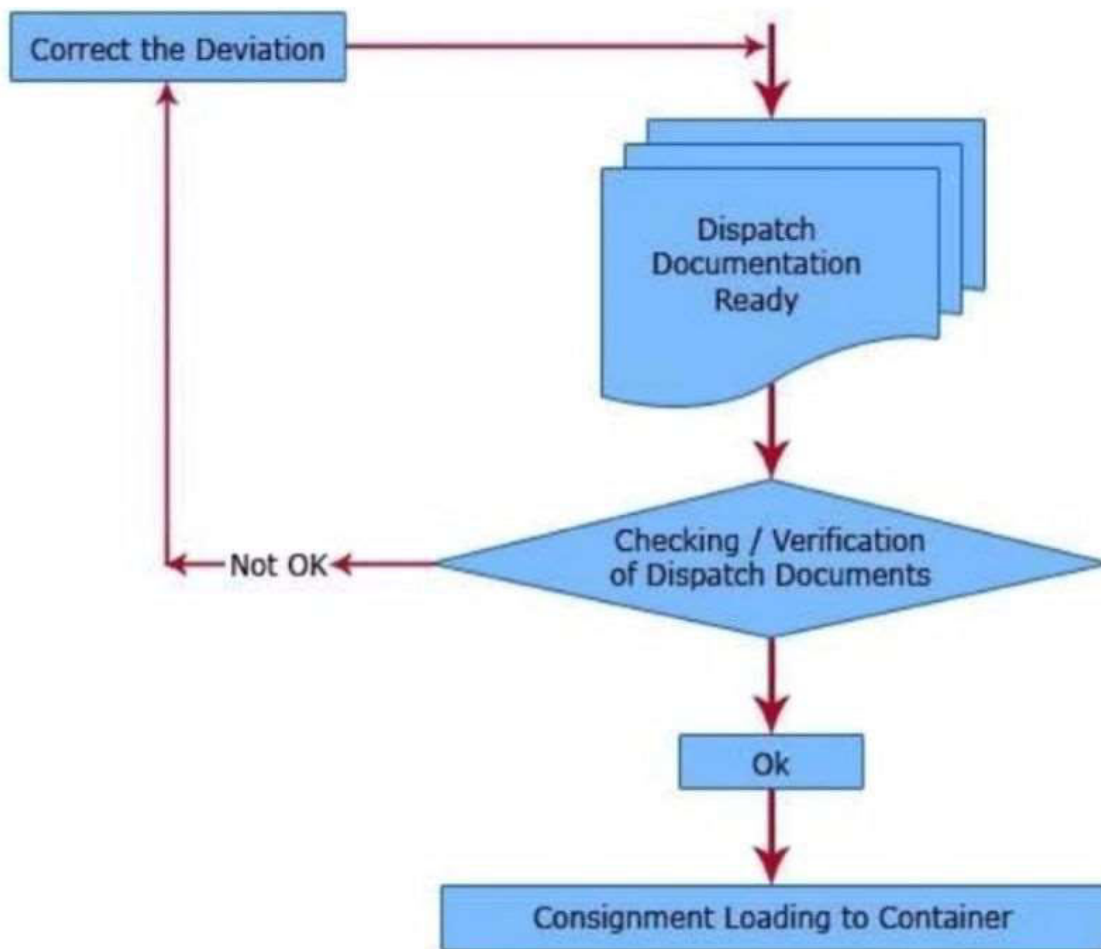 Correct the Deviation
Dispatch
Documentation
Ready
Checking / Verification
of Dispatch Documents
Not OK
Ok
Consignment Loading to Container